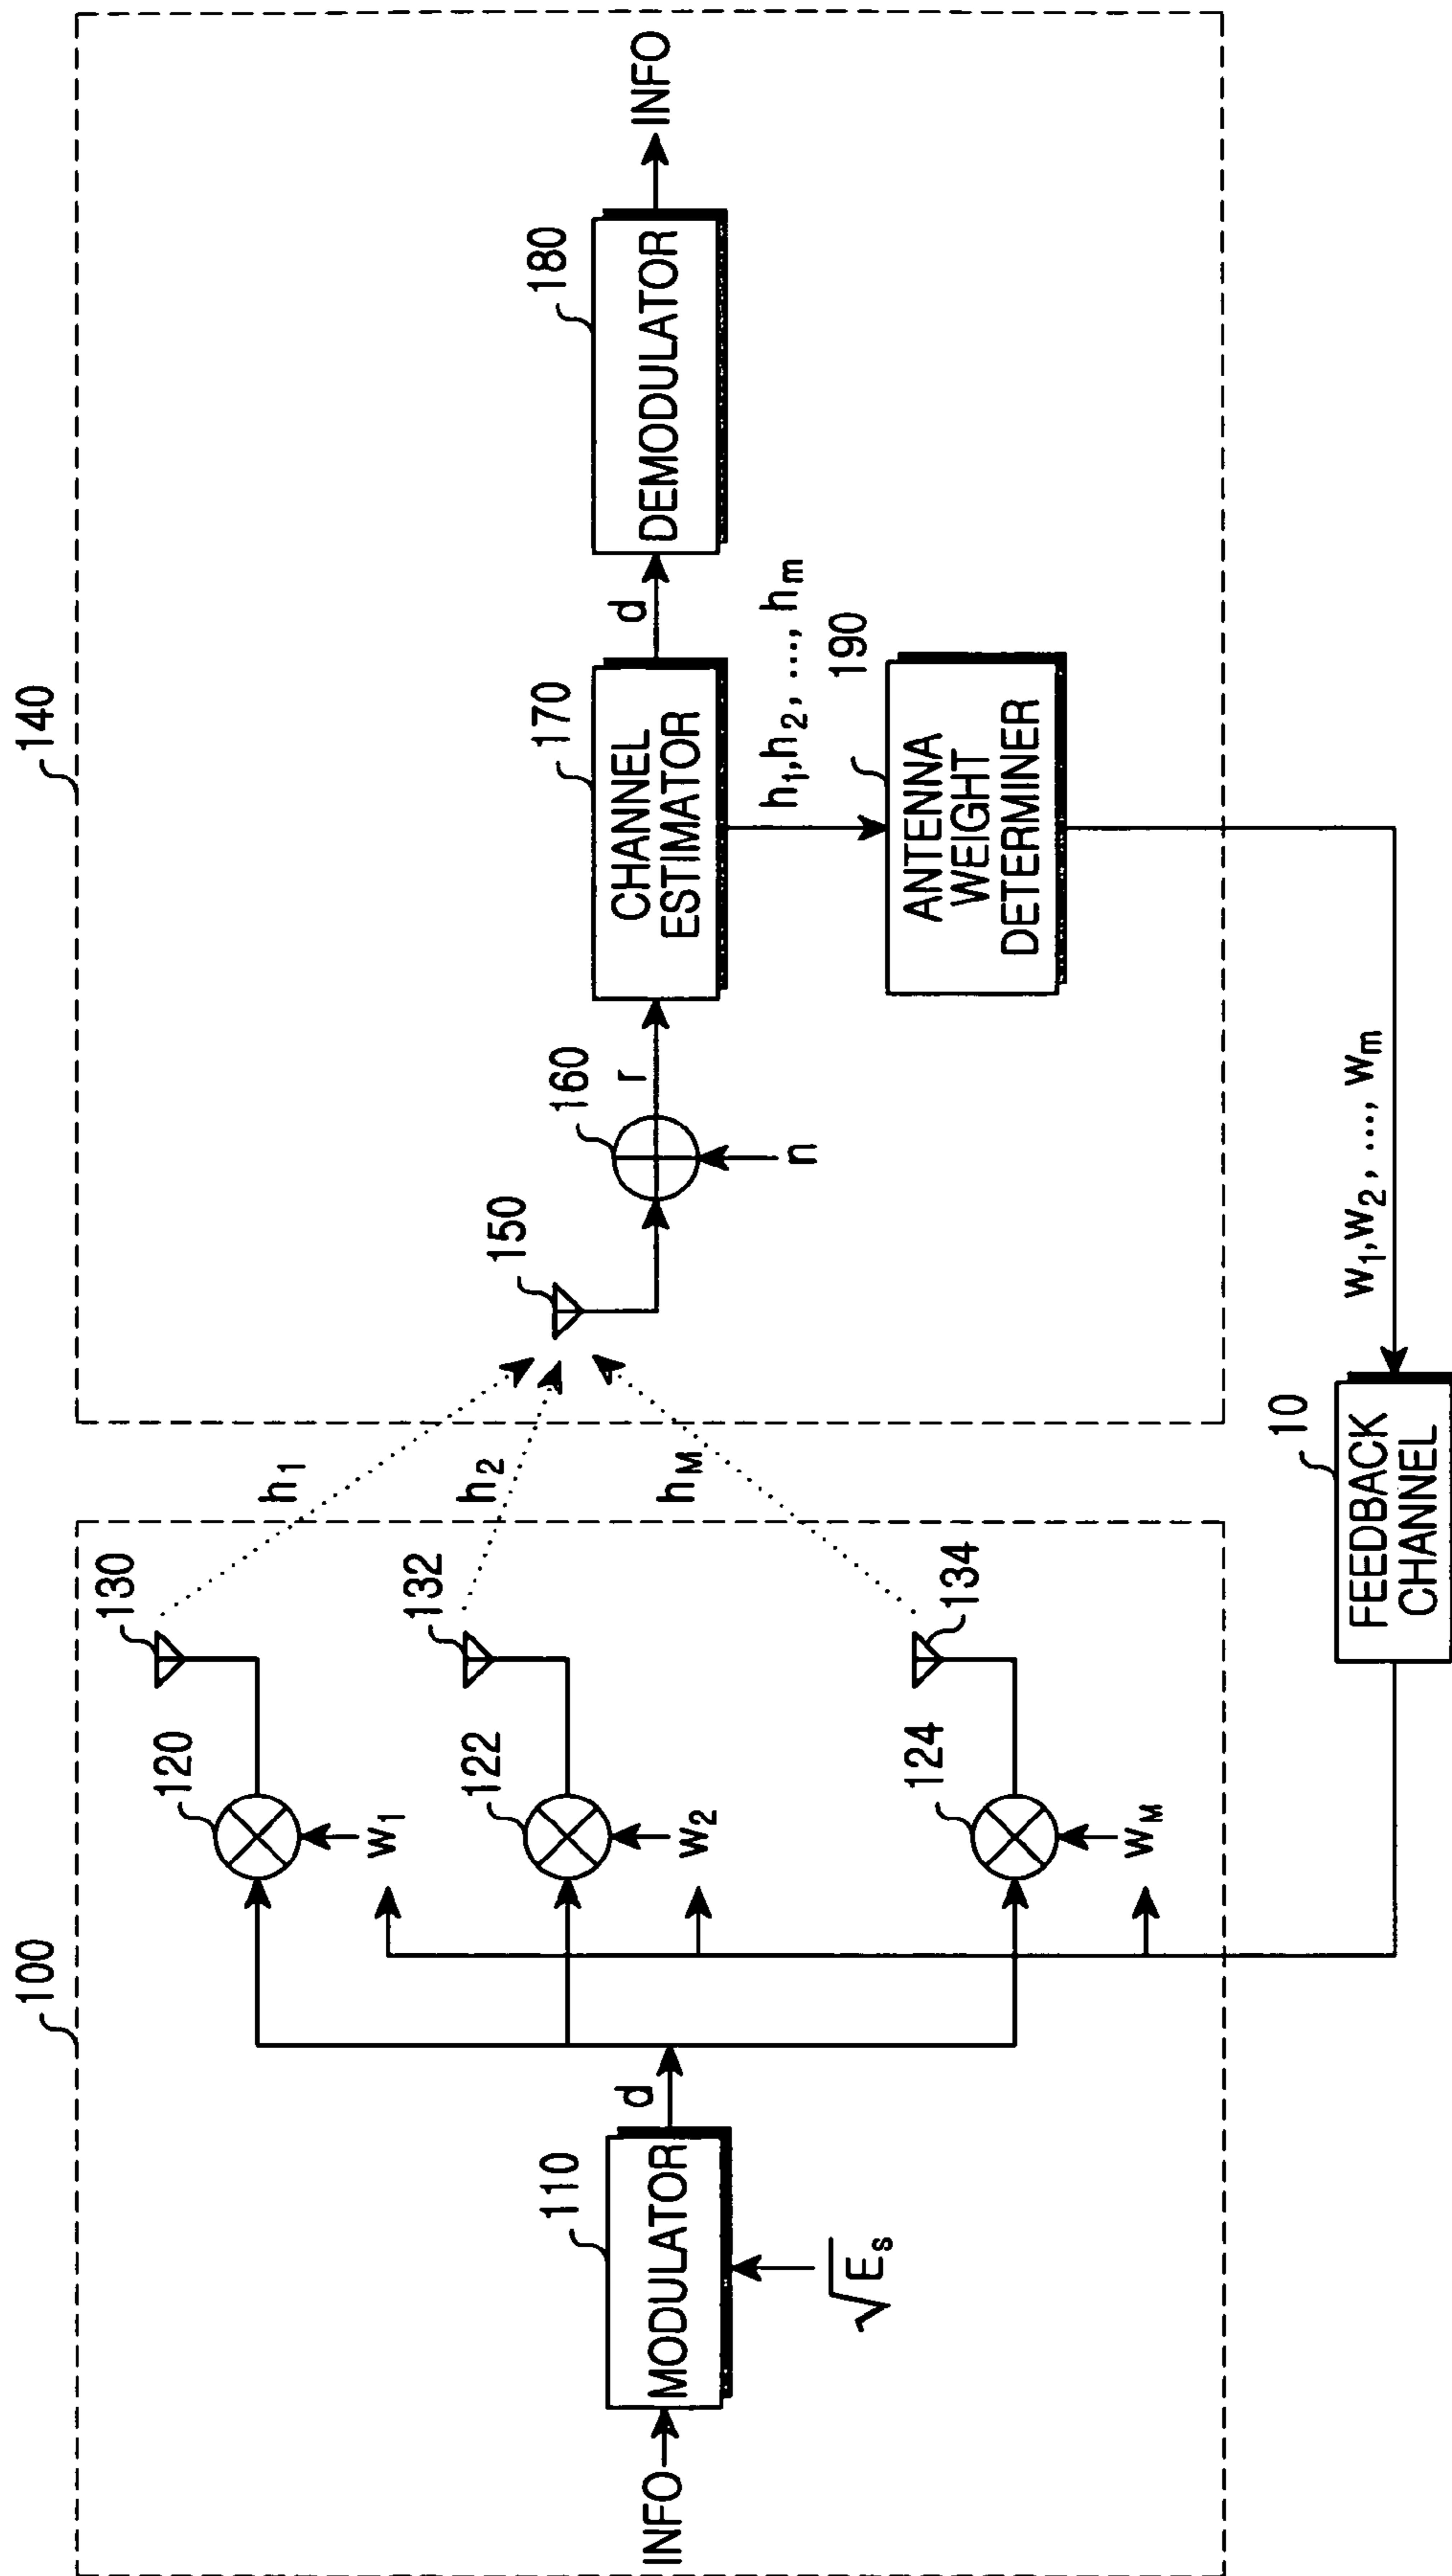 100
INFO
MODULATOR
110
√Es
d
120
w1
130
122
w2
132
124
wM
134
h1
h2
hM
10
FEEDBACK
CHANNEL
w1,w2, ..., wm
140
150
160
n
r
170
CHANNEL
ESTIMATOR
h1,h2, ..., hm
190
ANTENNA
WEIGHT
DETERMINER
d
180
DEMODULATOR
INFO